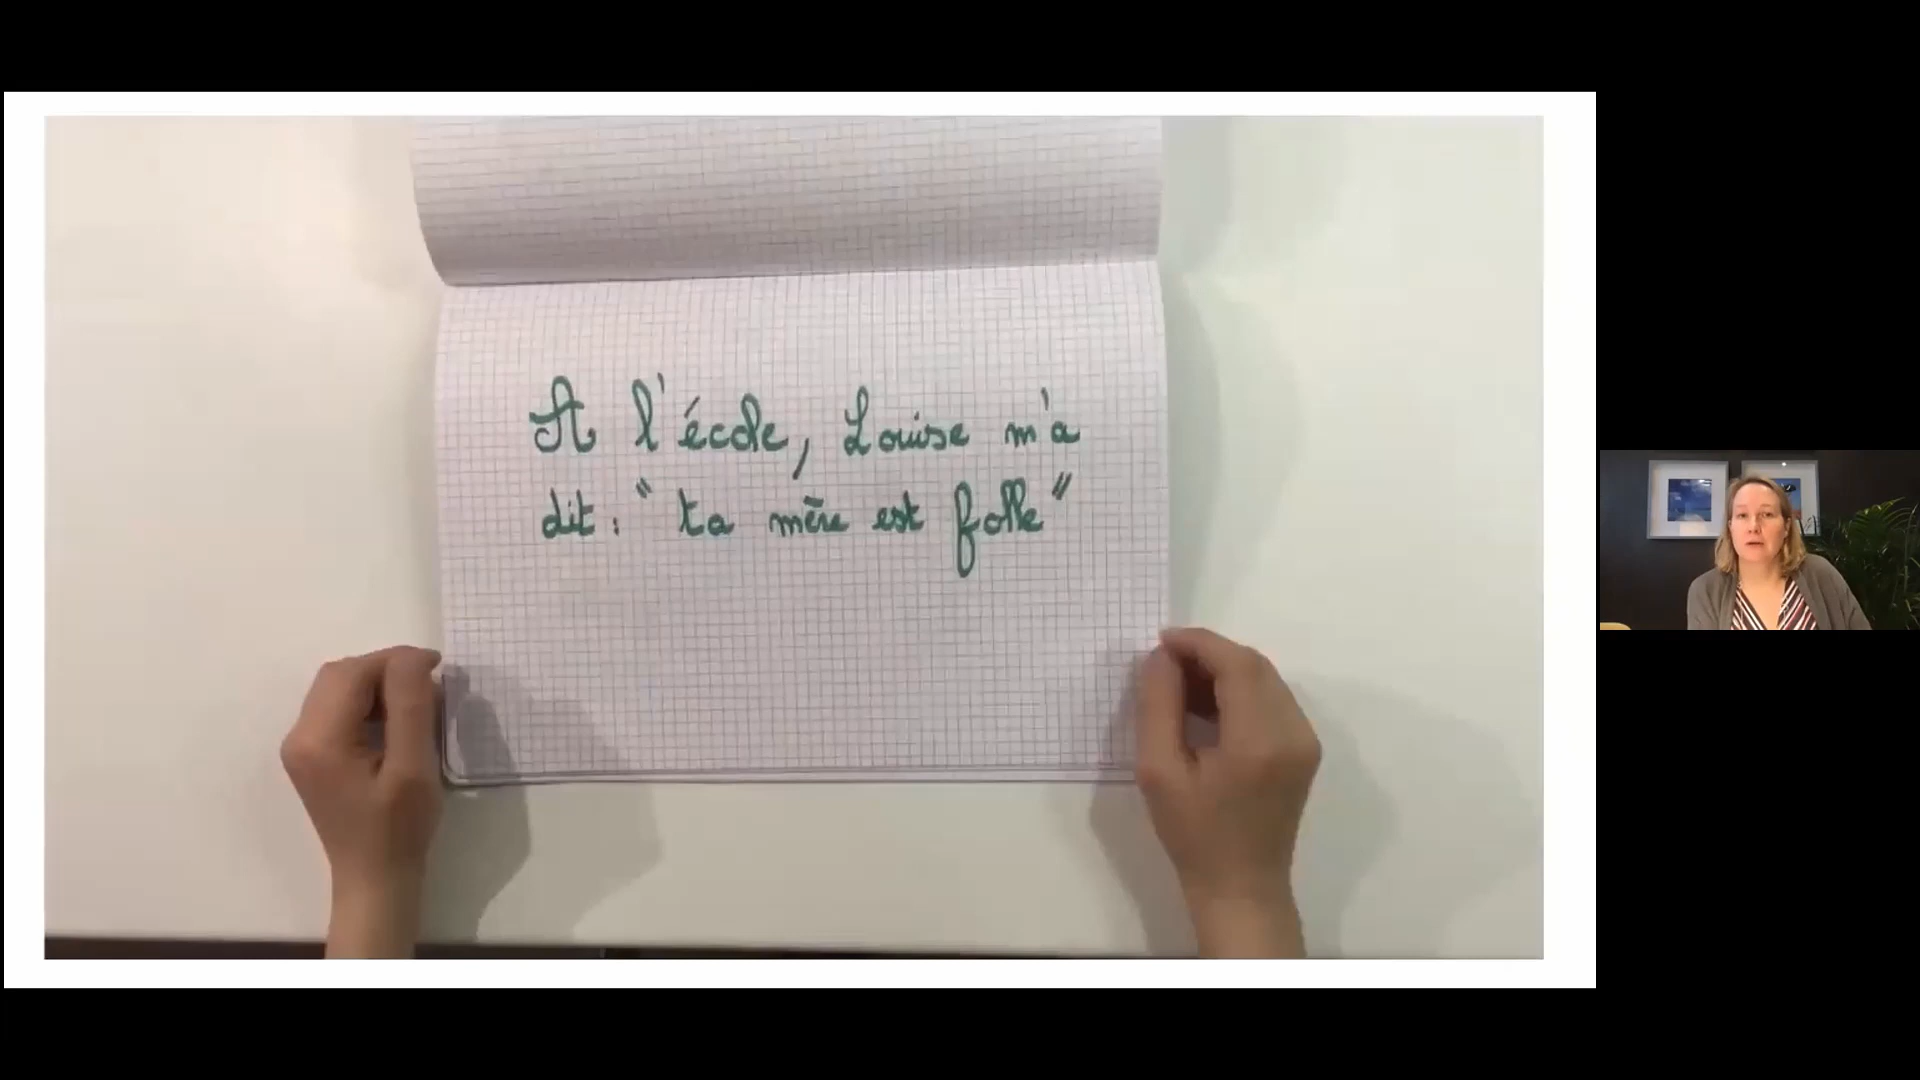 A l'école, Louise m'a
dit : " ta mère est folle "